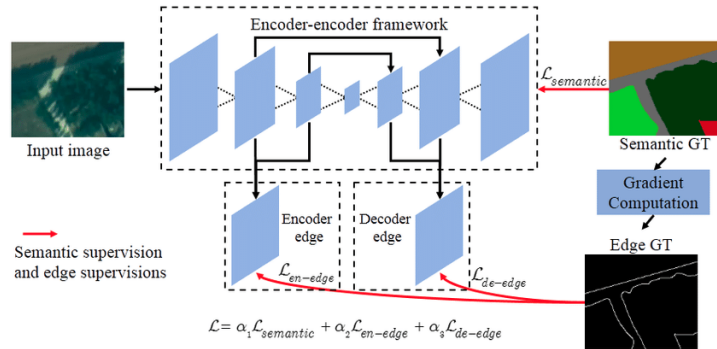 Encoder-encoder framework
ℒsemantic
Input image
Semantic GT
Gradient
Computation
Encoder
edge
Decoder
edge
Edge GT
Semantic supervision
and edge supervisions
ℒen-edge
ℒde-edge
ℒ= α₁ℒsemantic + α₂ℒen-edge + α₃ℒde-edge